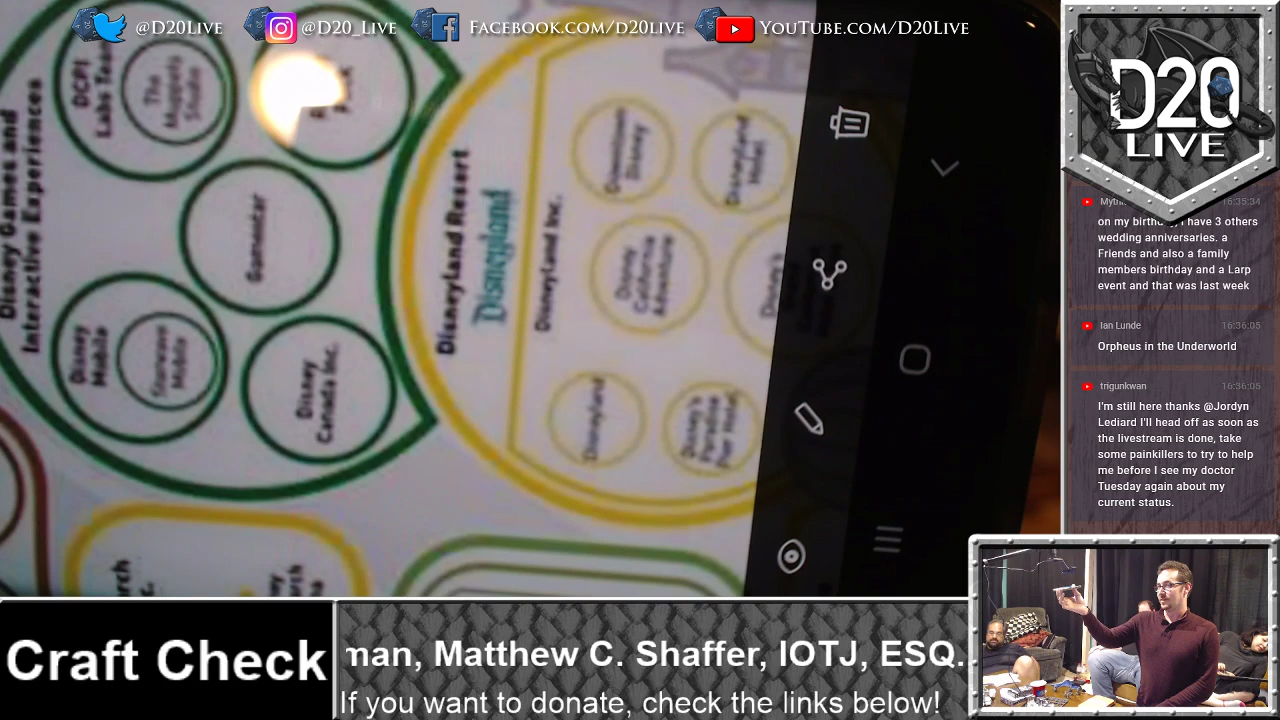 @D20Live
@D20_Live
Facebook.com/D20Live
YouTube.com/D20Live
Disney Games and
Interactive Experiences
DCPI
The
Muppets
Studio
Gamestar
Disney
Mobile
Starwave
Mobile
Disney
Canada Inc.
Disneyland Resort
Disneyland
Disneyland Inc.
Downtown
Disney
Disneyland
Hotel
Disney
California
Adventure
Disney's
Disneyland
Disney's
Paradise
Pier Hotel
D20
LIVE
16:35:34
on my birthday, I have 3 others
wedding anniversaries. a
Friends and also a family
members birthday and a Larp
event and that was last week
Ian Lunde
16:36:05
Orpheus in the Underworld
trigunkwan
16:36:05
I'm still here thanks @Jordyn
Lediard I'll head off as soon as
the livestream is done, take
some painkillers to try to help
me before I see my doctor
Tuesday again about my
current status.
Craft Check
man, Matthew C. Shaffer, IOTJ, ESQ.
If you want to donate, check the links below!